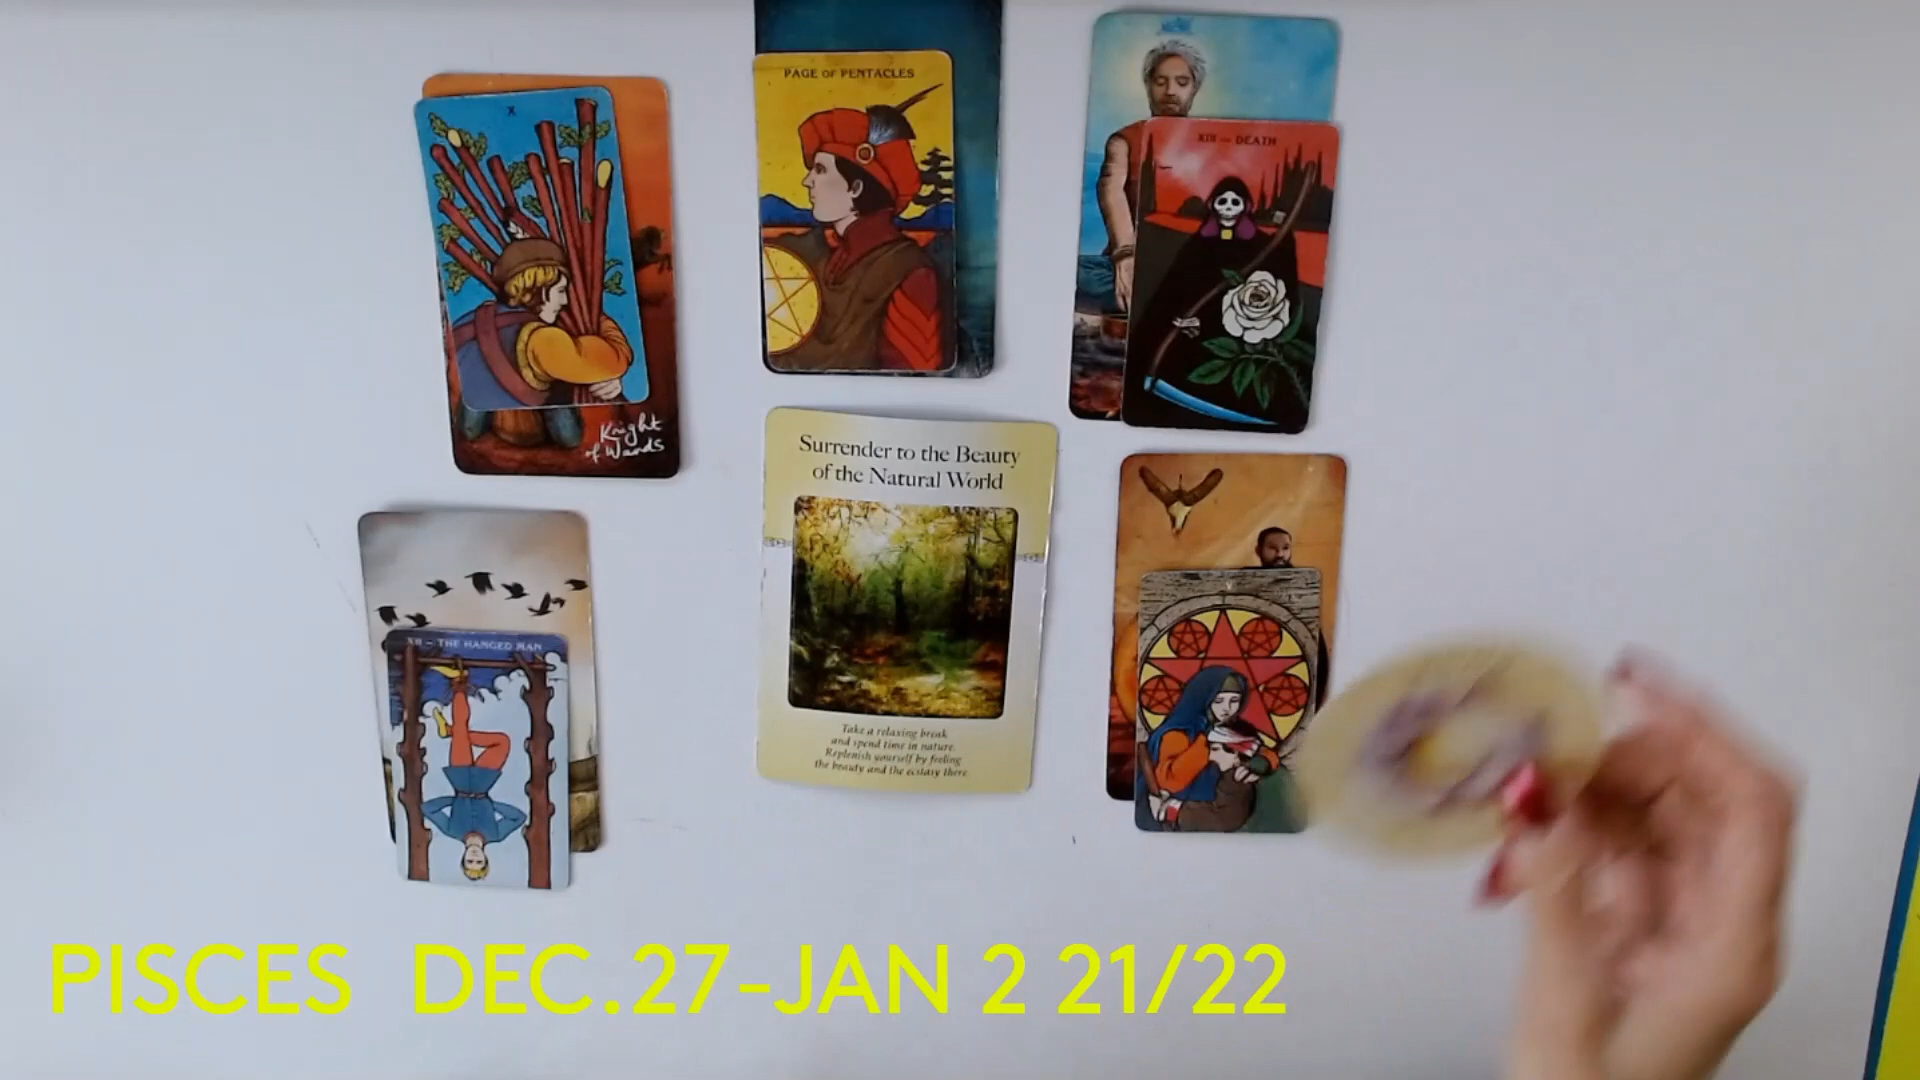 X
PAGE OF PENTACLES
XIII — DEATH
Knight
of Wands
Surrender to the Beauty
of the Natural World
Take a relaxing break
and spend time in nature.
Replenish yourself by feeling
the beauty and the ecstasy there.
V
XII — THE HANGED MAN
PISCES DEC.27-JAN 2 21/22